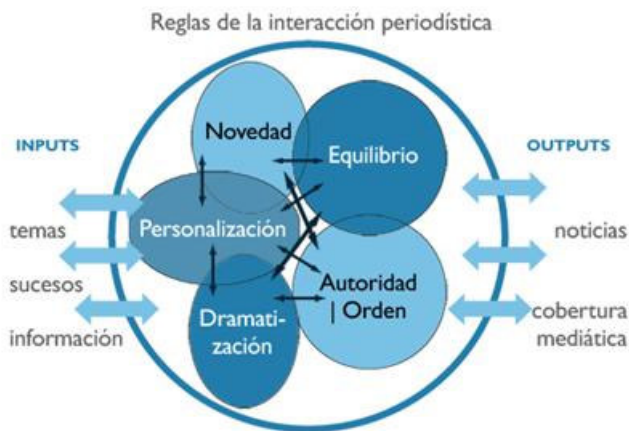 Reglas de la interacción periodística
INPUTS
temas
sucesos
información
Novedad
Equilibrio
Personalización
Autoridad
| Orden
Dramati-
zación
OUTPUTS
noticias
cobertura
mediática